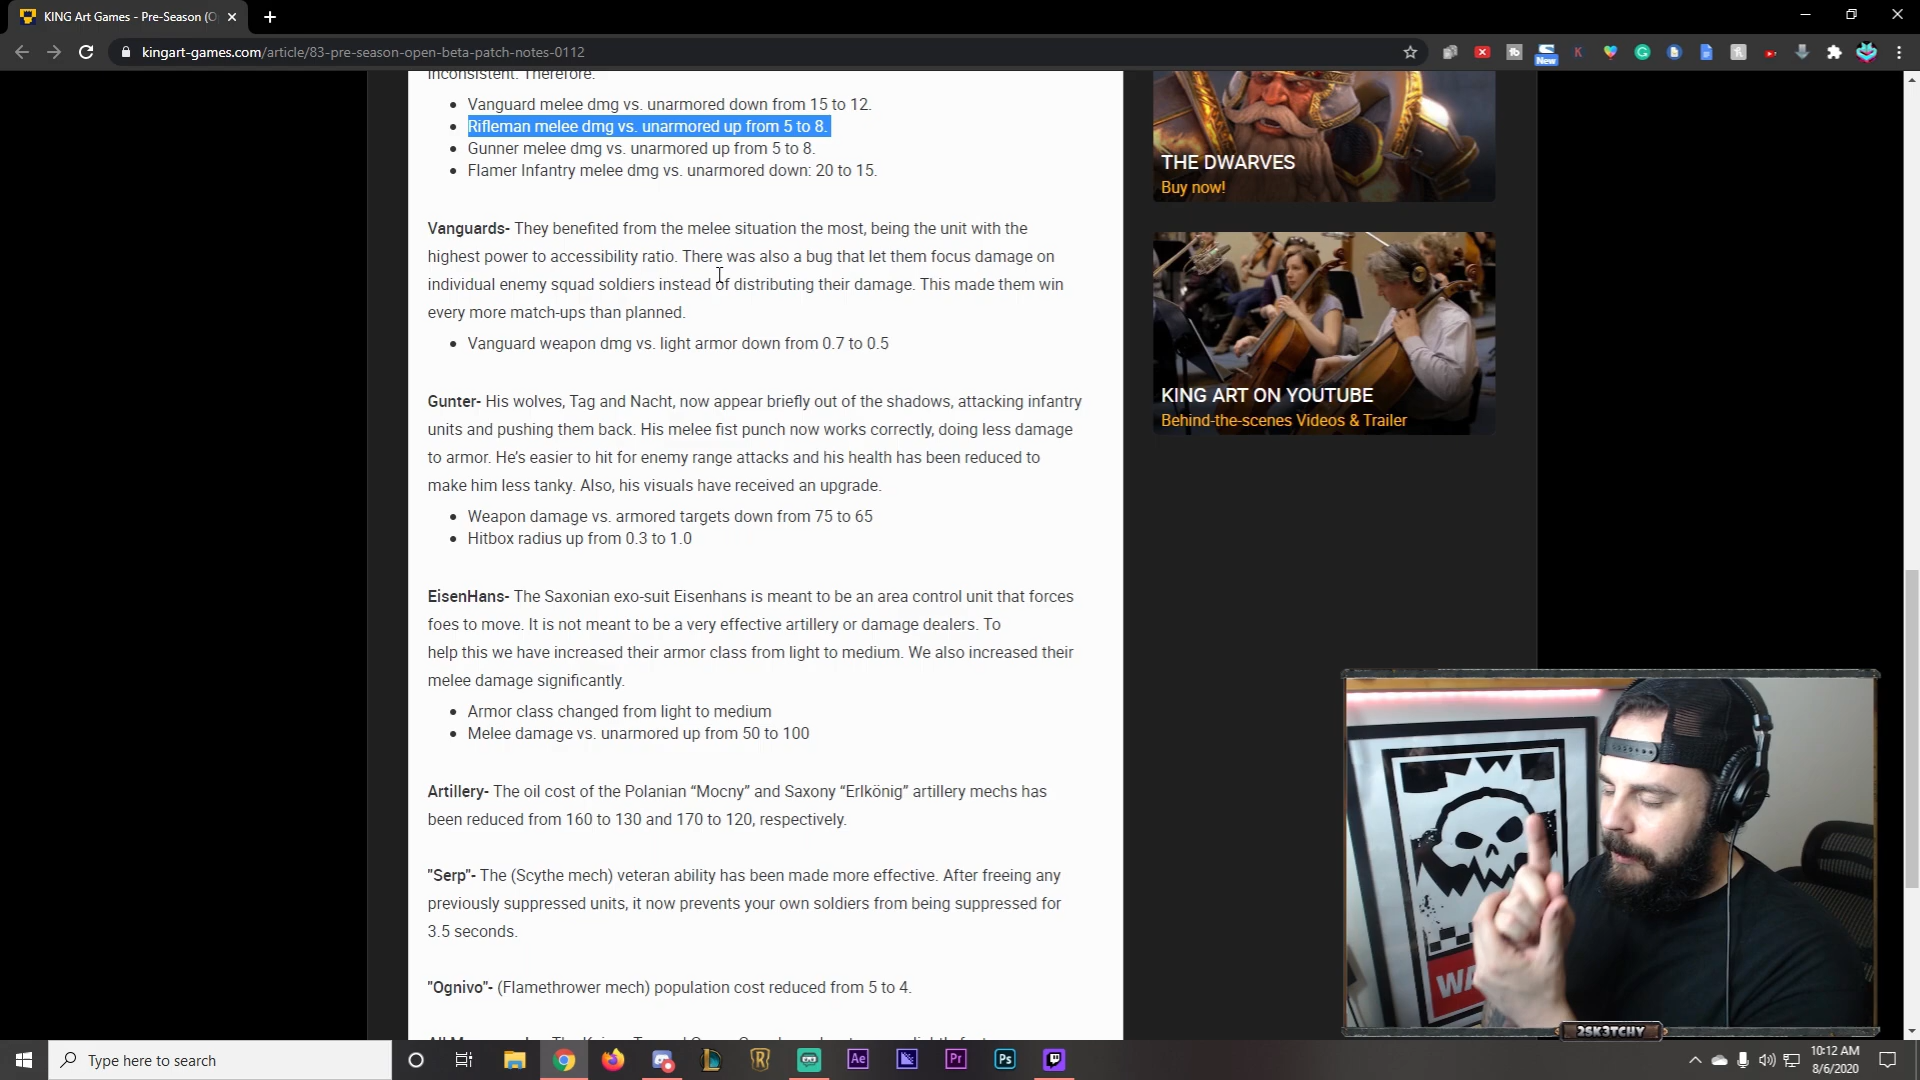 KING Art Games - Pre-Season (O
kingart-games.com/article/83-pre-season-open-beta-patch-notes-0112
New
inconsistent. Therefore.
Vanguard melee dmg vs. unarmored down from 15 to 12.
Rifleman melee dmg vs. unarmored up from 5 to 8.
Gunner melee dmg vs. unarmored up from 5 to 8.
Flamer Infantry melee dmg vs. unarmored down: 20 to 15.
Vanguards- They benefited from the melee situation the most, being the unit with the
highest power to accessibility ratio. There was also a bug that let them focus damage on
individual enemy squad soldiers instead of distributing their damage. This made them win
every more match-ups than planned.
Vanguard weapon dmg vs. light armor down from 0.7 to 0.5
Gunter- His wolves, Tag and Nacht, now appear briefly out of the shadows, attacking infantry
units and pushing them back. His melee fist punch now works correctly, doing less damage
to armor. He's easier to hit for enemy range attacks and his health has been reduced to
make him less tanky. Also, his visuals have received an upgrade.
Weapon damage vs. armored targets down from 75 to 65
Hitbox radius up from 0.3 to 1.0
EisenHans- The Saxonian exo-suit Eisenhans is meant to be an area control unit that forces
foes to move. It is not meant to be a very effective artillery or damage dealers. To
help this we have increased their armor class from light to medium. We also increased their
melee damage significantly.
Armor class changed from light to medium
Melee damage vs. unarmored up from 50 to 100
Artillery- The oil cost of the Polanian “Mocny” and Saxony “Erlkönig” artillery mechs has
been reduced from 160 to 130 and 170 to 120, respectively.
"Serp"- The (Scythe mech) veteran ability has been made more effective. After freeing any
previously suppressed units, it now prevents your own soldiers from being suppressed for
3.5 seconds.
"Ognivo"- (Flamethrower mech) population cost reduced from 5 to 4.
THE DWARVES
Buy now!
KING ART ON YOUTUBE
Behind-the-scenes Videos & Trailer
WA
2SK3TCHY
Type here to search
Ae
Pr
Ps
10:12 AM
8/6/2020